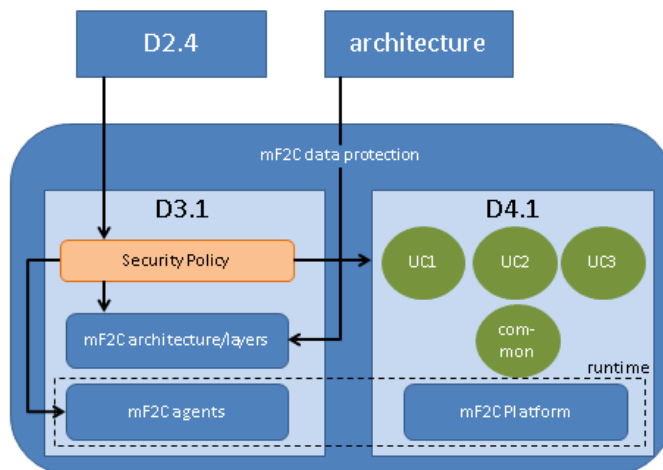 D2.4
architecture
mF2C data protection
D3.1
D4.1
Security Policy
UC1
UC2
UC3
mF2C architecture/layers
com-
mon
runtime
mF2C agents
mF2C Platform